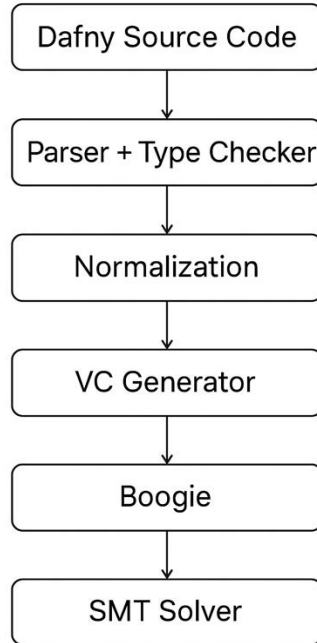 Dafny Source Code
Parser + Type Checker
Normalization
VC Generator
Boogie
SMT Solver